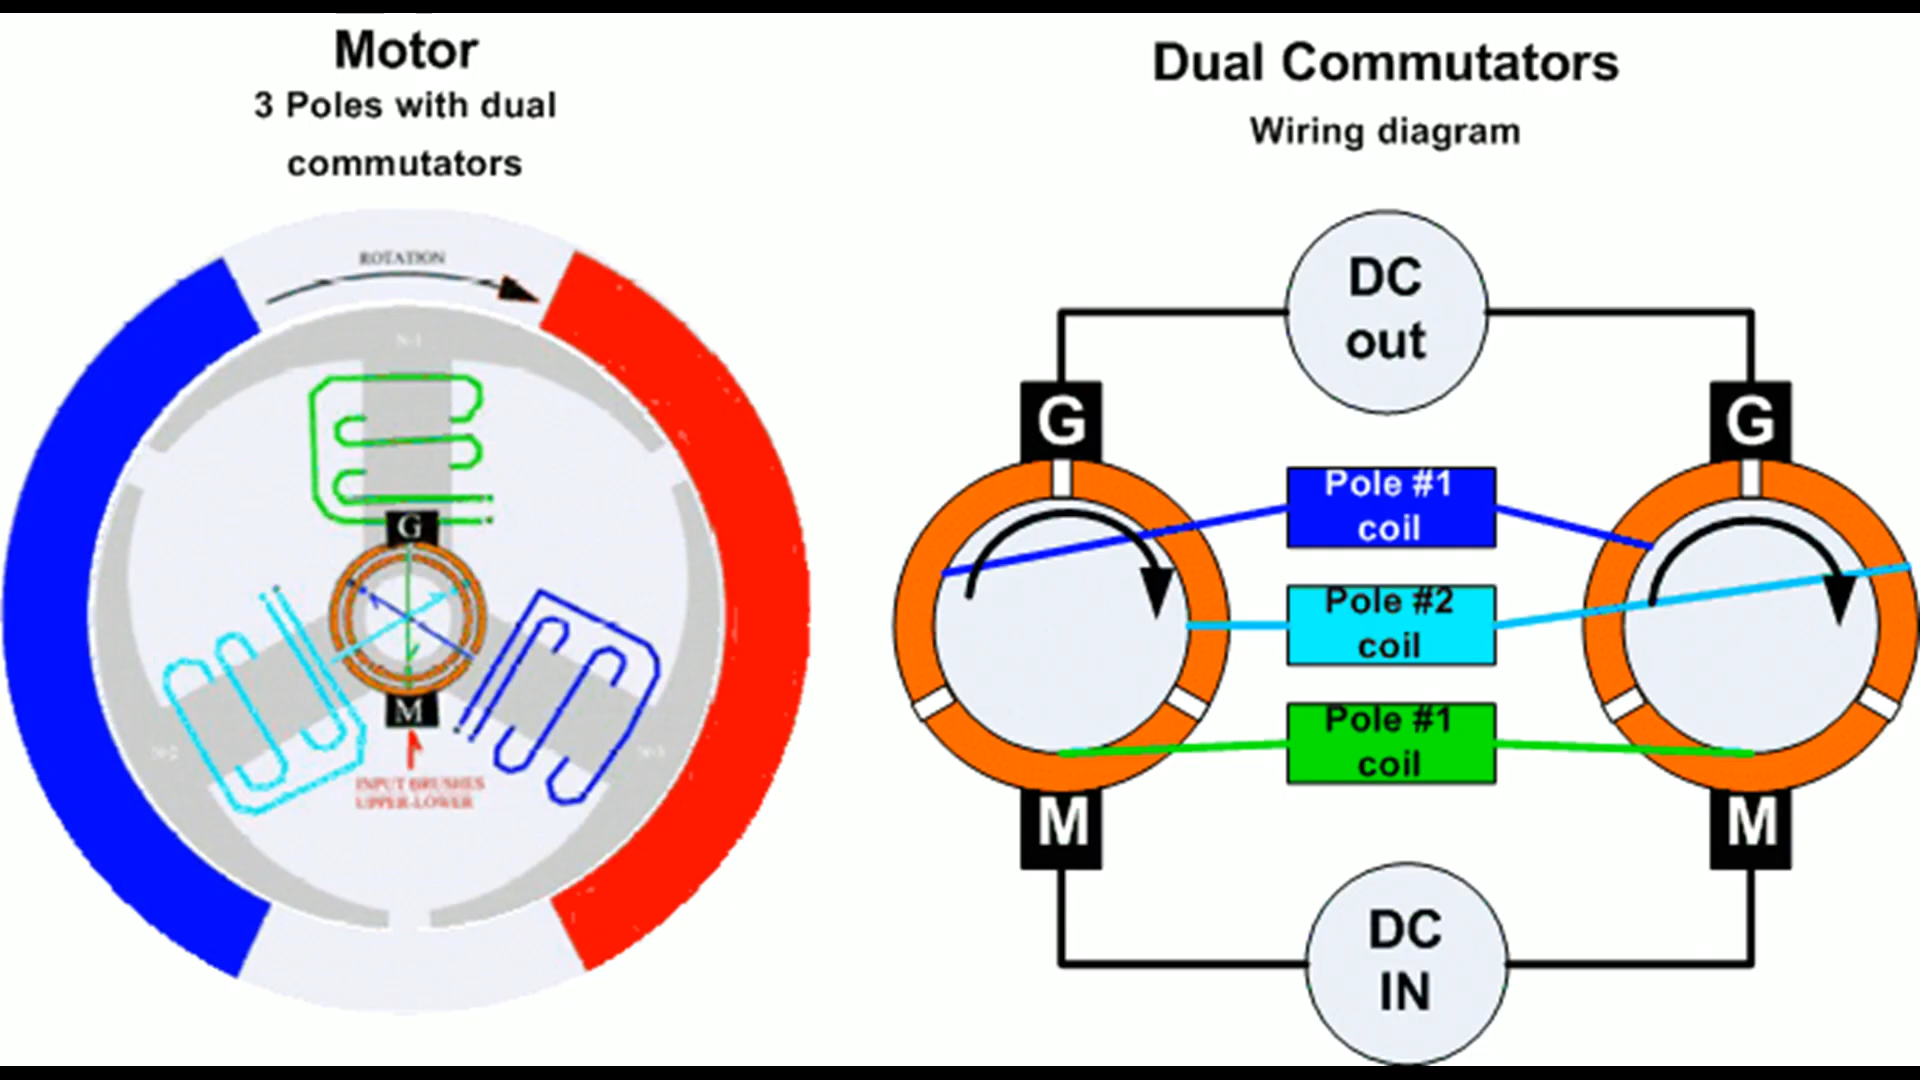 Motor
3 Poles with dual
commutators
ROTATION
N-1
G
M
INPUT BRUSHES
UPPER-LOWER
Dual Commutators
Wiring diagram
DC
out
G
G
Pole #1
coil
Pole #2
coil
Pole #1
coil
M
M
DC
IN